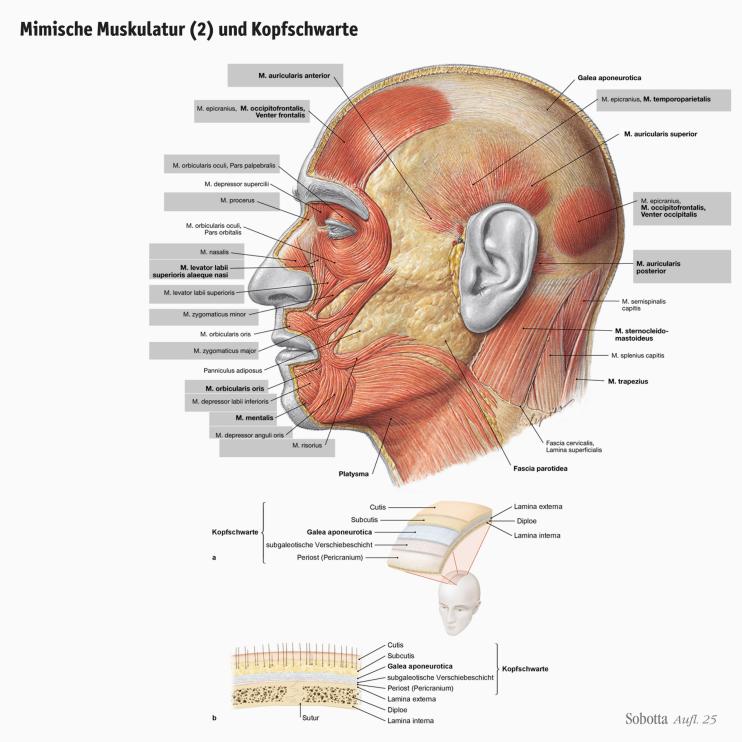 Mimische Muskulatur (2) und Kopfschwarte
M. auricularis anterior
M. epicranius, M. occipitofrontalis,
Venter frontalis
M. orbicularis oculi, Pars palpebralis
M. depressor supercilii
M. procerus
M. orbicularis oculi,
Pars orbitalis
M. nasalis
M. levator labii
superioris alaeque nasi
M. levator labii superioris
M. zygomaticus minor
M. orbicularis oris
M. zygomaticus major
Panniculus adiposus
M. orbicularis oris
M. depressor labii inferioris
M. mentalis
M. depressor anguli oris
M. risorius
Platysma
Galea aponeurotica
M. epicranius, M. temporoparietalis
M. auricularis superior
M. epicranius,
M. occipitofrontalis,
Venter occipitalis
M. auricularis
posterior
M. semispinalis
capitis
M. sternocleido-
mastoideus
M. splenius capitis
M. trapezius
Fascia cervicalis,
Lamina superficialis
Fascia parotidea
Kopfschwarte
Cutis
Subcutis
Galea aponeurotica
subgaleotische Verschiebeschicht
Periost (Pericranium)
Lamina externa
Diploe
Lamina interna
a
Cutis
Subcutis
Galea aponeurotica
subgaleotische Verschiebeschicht
Periost (Pericranium)
Lamina externa
Diploe
Lamina interna
Kopfschwarte
Sutur
b
Sobotta Aufl. 25